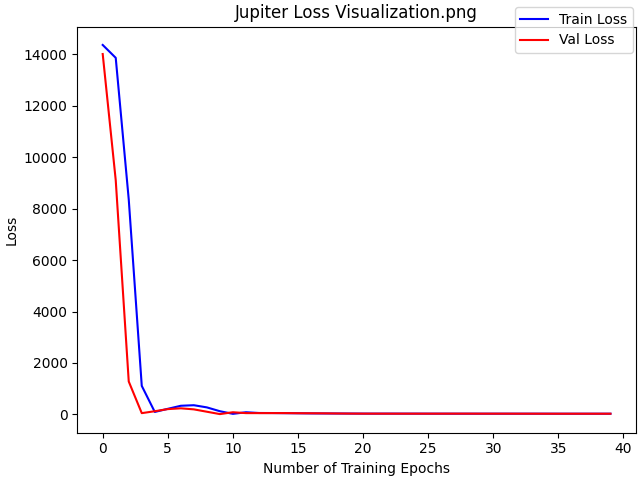 Jupiter Loss Visualization.png
Train Loss
Val Loss
Loss
14000
12000
10000
8000
6000
4000
2000
0
0 5 10 15 20 25 30 35 40
Number of Training Epochs